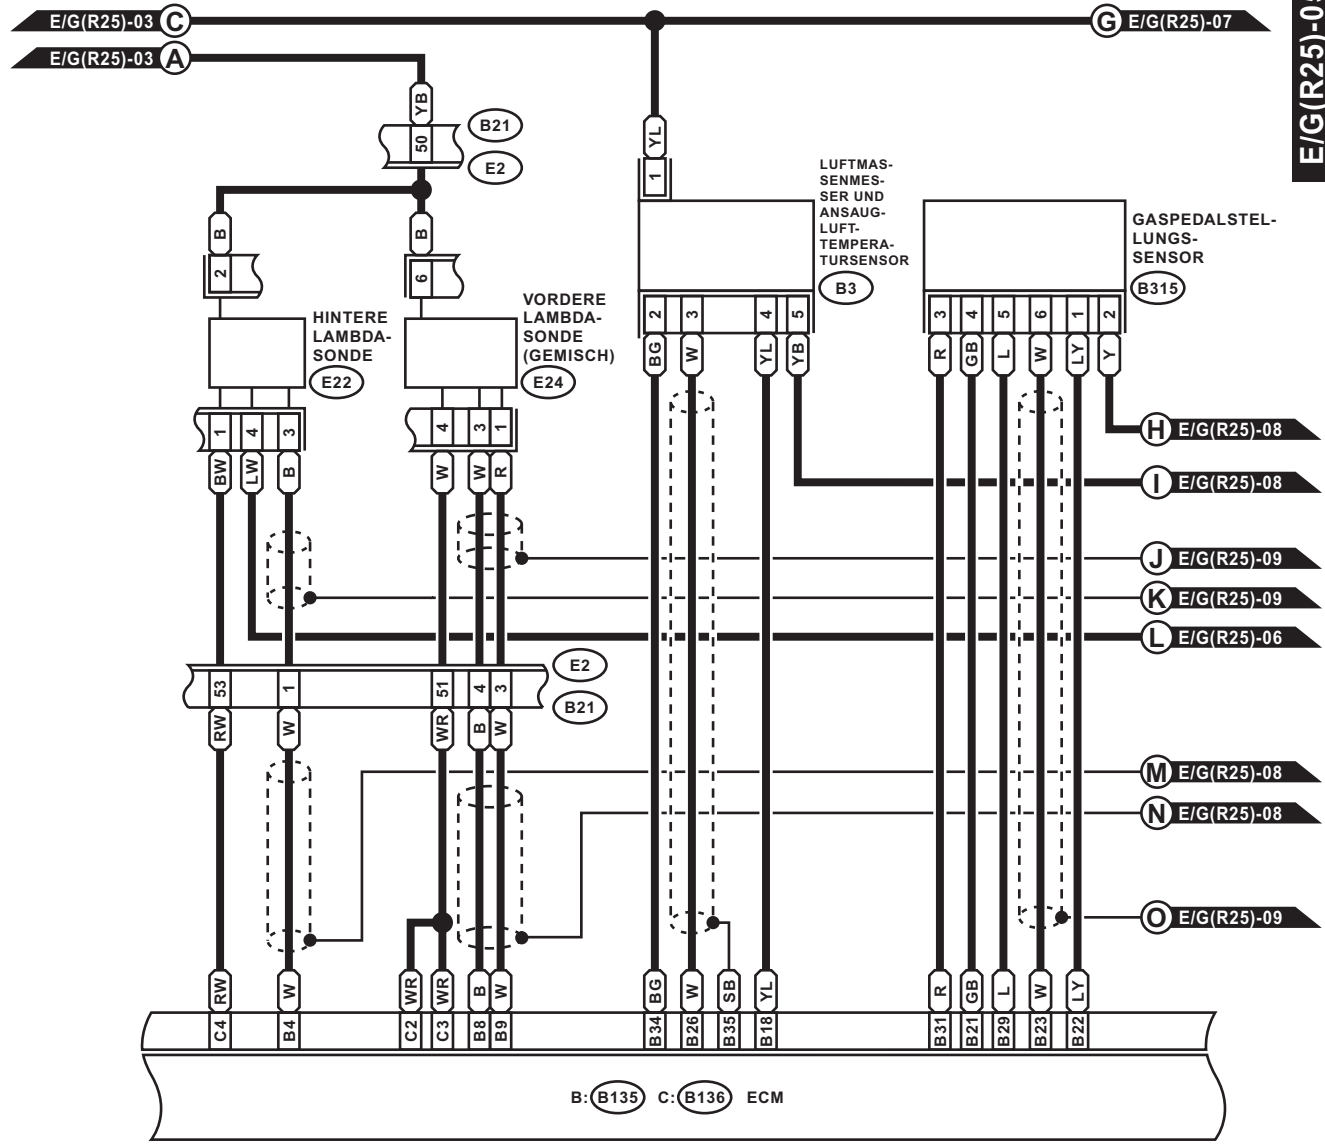 E/G(R25)-03 C
G E/G(R25)-07
E/G(R25)-03 A
YB
50
B21
E2
YL
1
B
2
B
6
HINTERE
LAMBDA-
SONDE
E22
VORDERE
LAMBDA-
SONDE
(GEMISCH)
E24
LUFTMAS-
SENMES-
SER UND
ANSAUG-
LUFT-
TEMPERA-
TURSENSOR
B3
GASPEDALSTEL-
LUNGS-
SENSOR
B315
2 3 4 5
3 4 5 6 1 2
BG W YL YB
R GB L W LY Y
1 4 3
4 3 1
BW LW B
W W R
H E/G(R25)-08
I E/G(R25)-08
J E/G(R25)-09
K E/G(R25)-09
L E/G(R25)-06
E2
53 1 51 4 3
B21
RW W WR B W
M E/G(R25)-08
N E/G(R25)-08
O E/G(R25)-09
RW W WR WR B W BG W SB YL R GB L W LY
C4 B4 C2 C3 B8 B9 B34 B26 B35 B18 B31 B21 B29 B23 B22
B: B135 C: B136 ECM